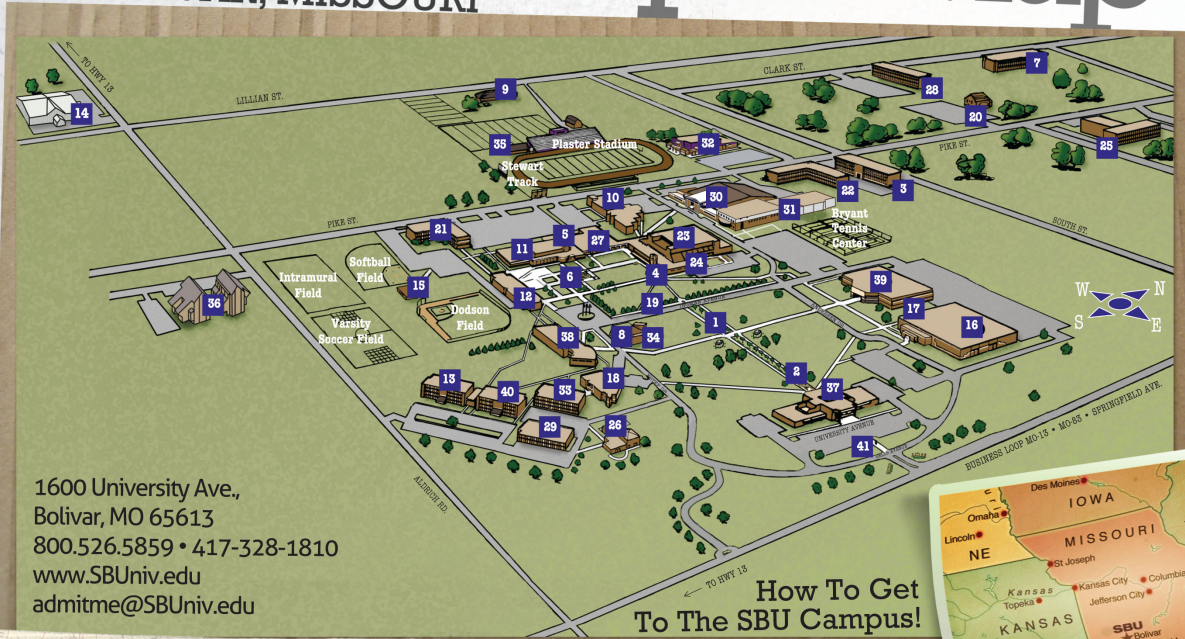 MISSOURI
TO HWY 13
LILLIAN ST.
CLARK ST.
7
28
9
14
20
35
Plaster Stadium
32
25
Stewart
Track
PIKE ST.
22
3
10
30
31
SOUTH ST.
PIKE ST.
21
5
27
23
Bryant
Tennis
Center
11
24
Softball
Field
4
6
Intramural
Field
15
12
39
36
19
W N
S E
Dodson
Field
17
16
Varsity
Soccer Field
1
38
8
34
2
13
18
37
40
33
29
26
UNIVERSITY AVENUE
41
BUSINESS LOOP MO-13 • MO-83 • SPRINGFIELD AVE.
ALDRICH RD.
TO HWY 13
1600 University Ave.,
Bolivar, MO 65613
800.526.5859 • 417-328-1810
www.SBUniv.edu
admitme@SBUniv.edu
How To Get
To The SBU Campus!
Des Moines
IOWA
Omaha
Lincoln
NE
MISSOURI
St Joseph
Kansas
Topeka
Kansas City
Columbia
Jefferson City
KANSAS
SBU
Bolivar